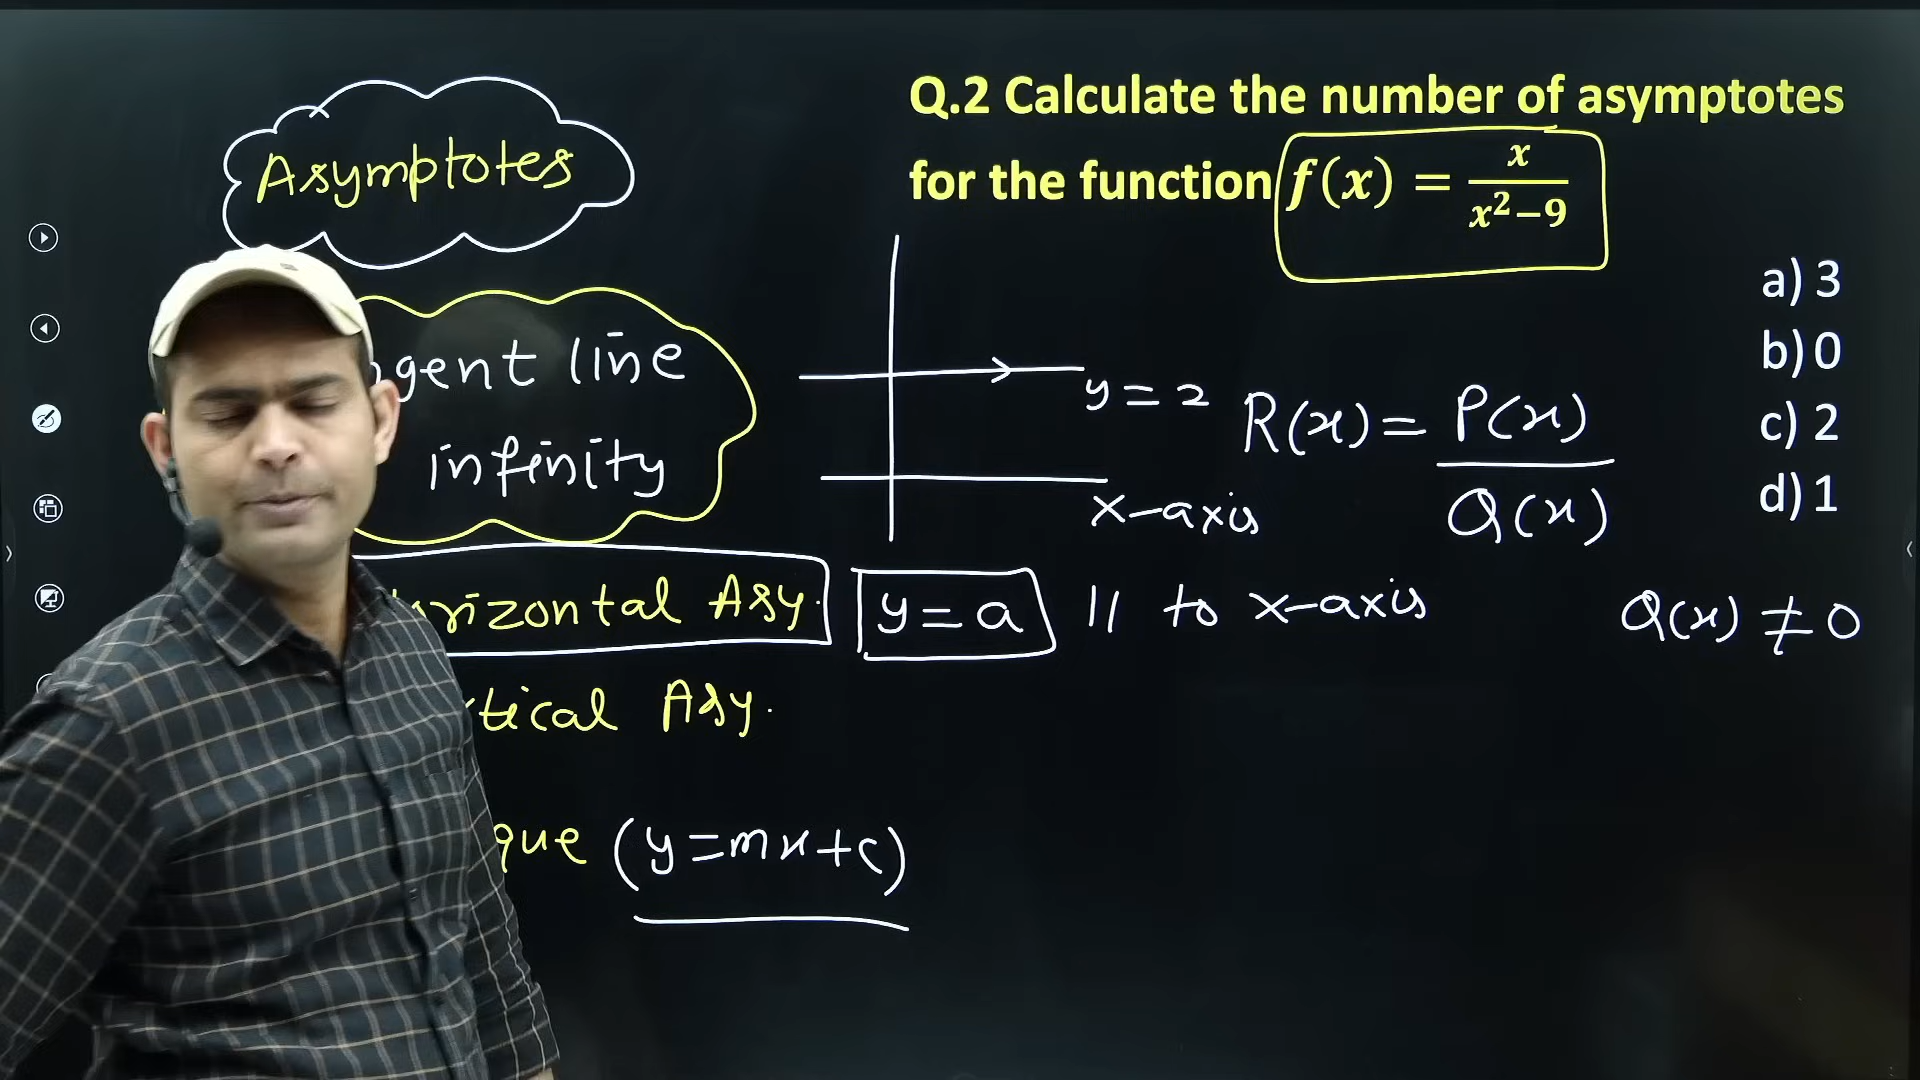 Asymptotes
Q.2 Calculate the number of asymptotes
for the function f(x) = x / x²−9
a) 3
b) 0
c) 2
d) 1
gent line
infinity
y = 2
x-axis
R(x) = P(x) / Q(x)
rizontal Asy.
y = a || to x-axis
Q(x) ≠ 0
tical Asy.
que (y=mx+c)